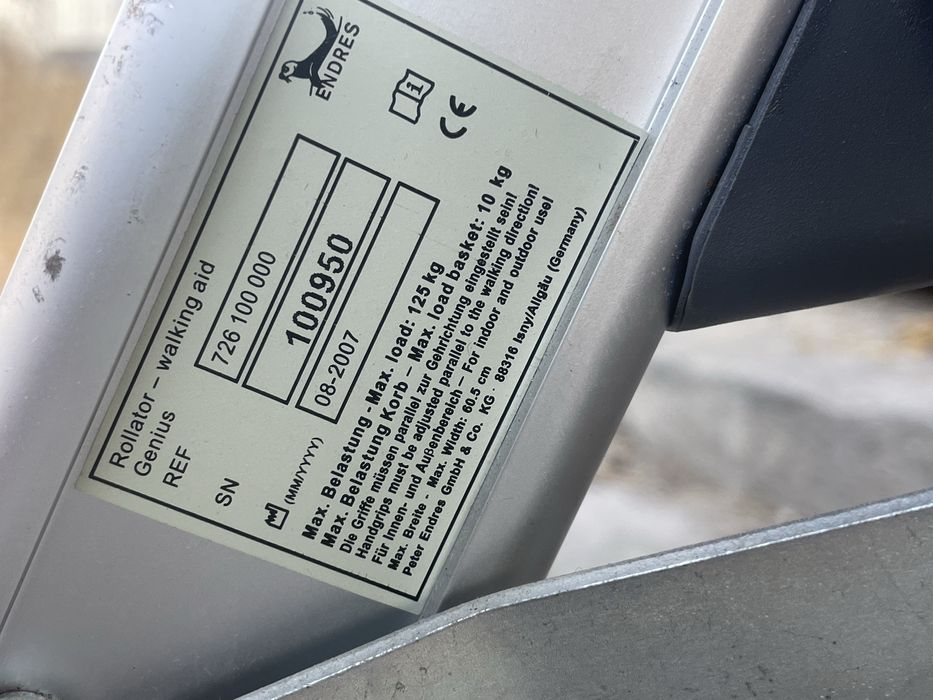 ENDRES
CE
Rollator – walking aid
Genius
REF 726 100 000
SN 100950
(MM/YYYY) 08-2007
Max. Belastung - Max. load: 125 kg
Max. Belastung Korb – Max. load basket: 10 kg
Die Griffe müssen parallel zur Gehrichtung eingestellt sein!
Handgrips must be adjusted parallel to the walking direction!
Für Innen- und Außenbereich – For indoor and outdoor use!
Max. Breite - Max. Width: 60.5 cm
Peter Endres GmbH & Co. KG · 88316 Isny/Allgäu (Germany)